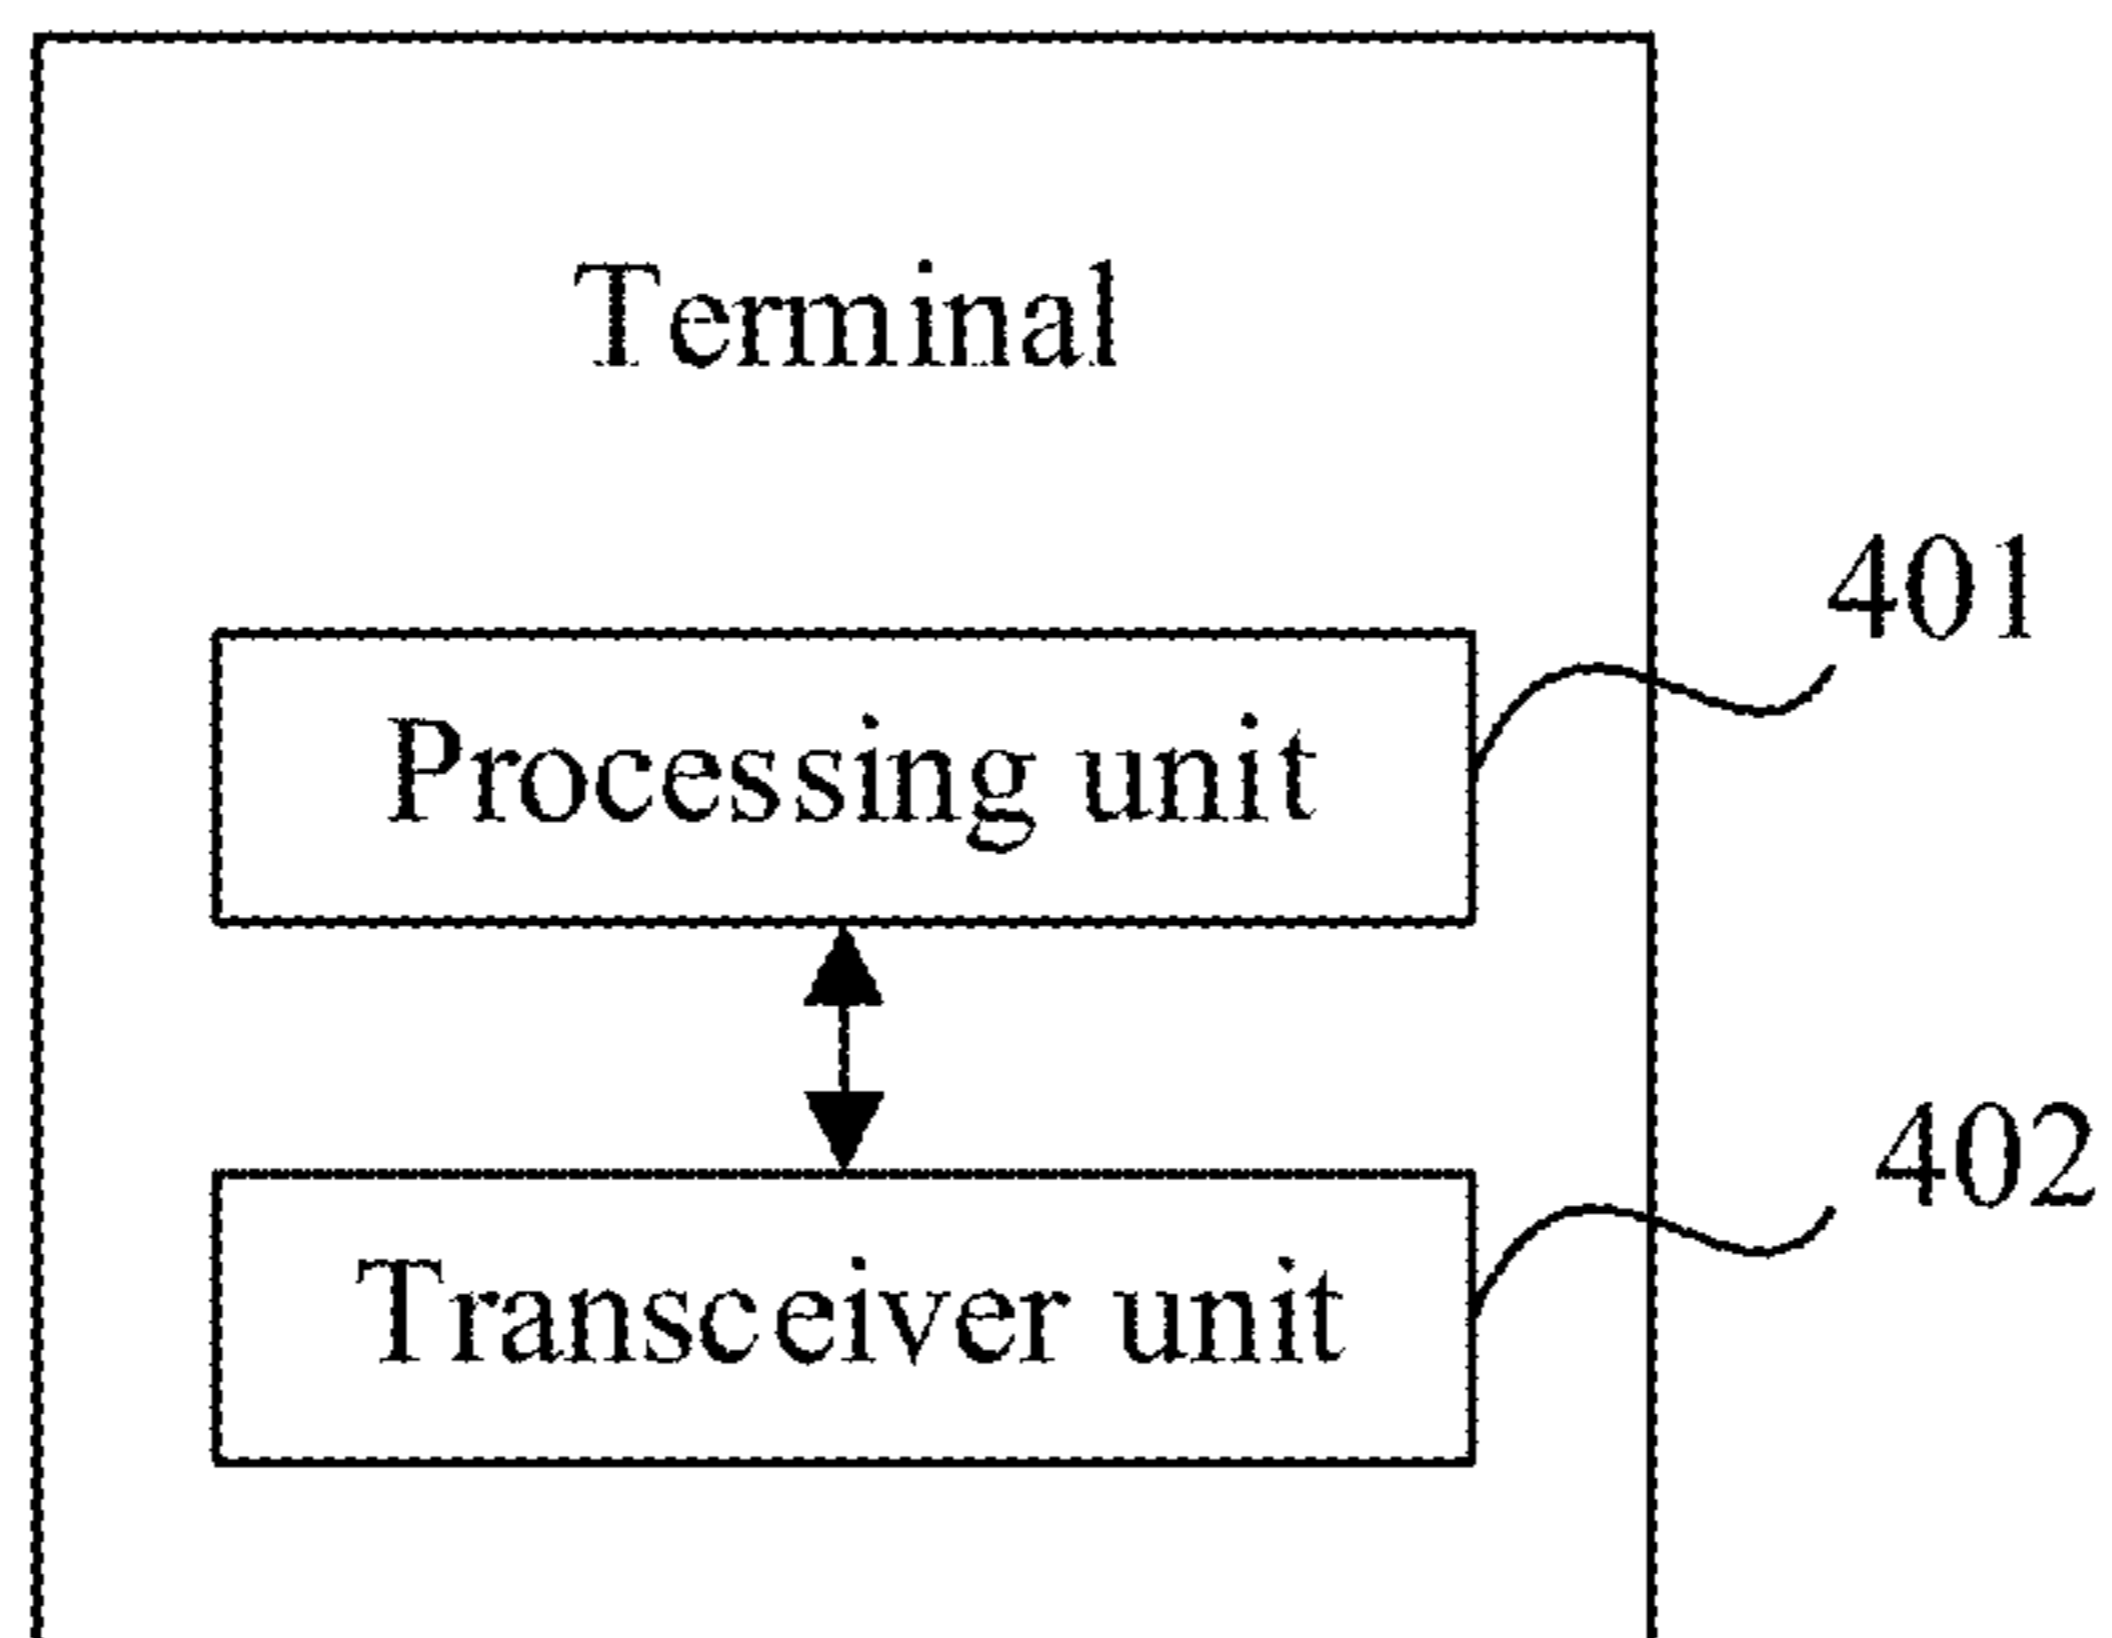 Terminal
401
Processing unit
402
Transceiver unit